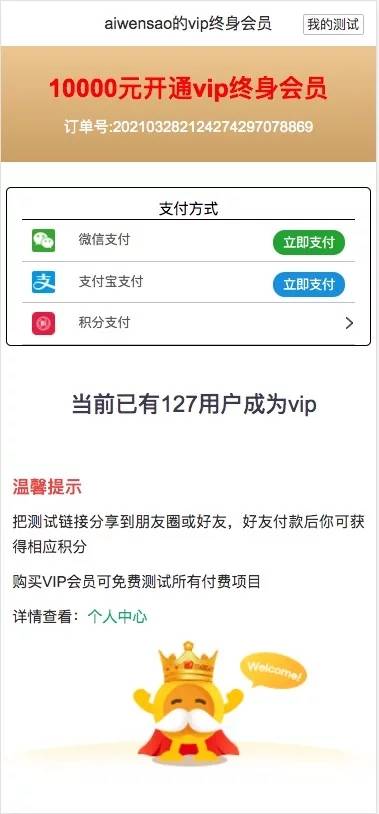 aiwensao的vip终身会员
我的测试
10000元开通vip终身会员
订单号:202103282124274297078869
支付方式
微信支付
立即支付
支付宝支付
立即支付
积分支付
当前已有127用户成为vip
温馨提示
把测试链接分享到朋友圈或好友，好友付款后你可获
得相应积分
购买VIP会员可免费测试所有付费项目
详情查看：个人中心
Welcome!